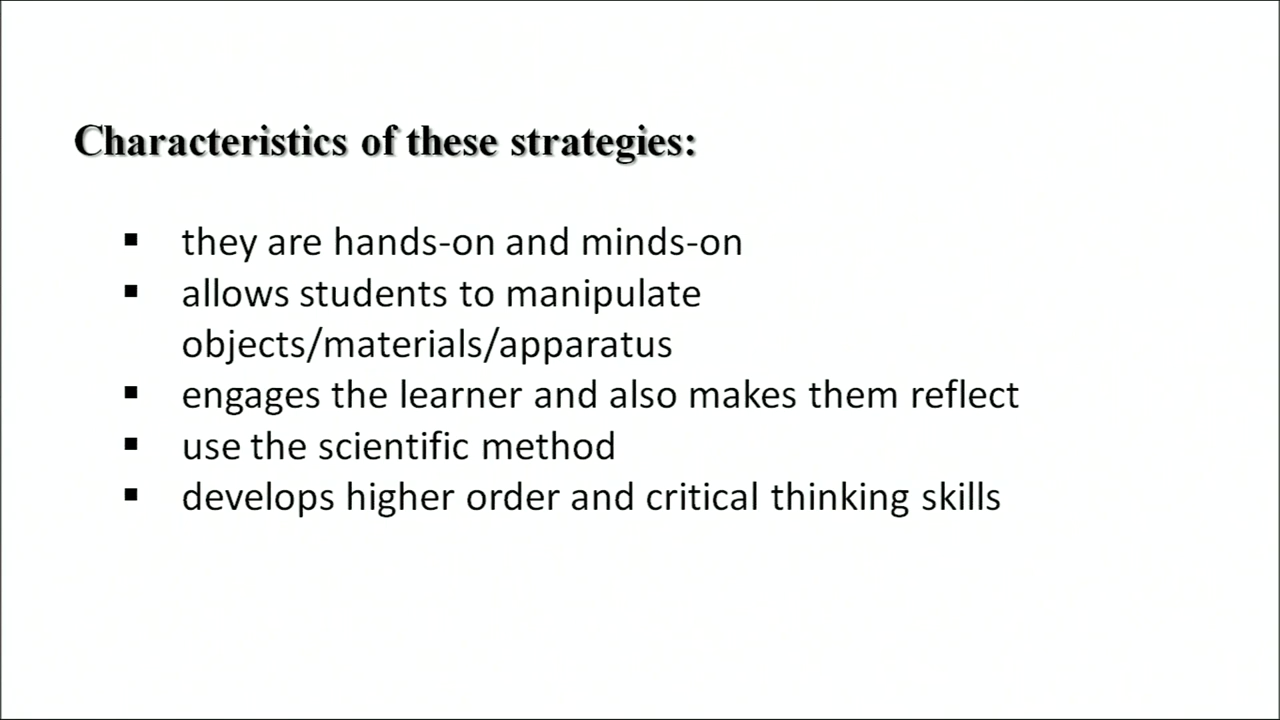 Characteristics of these strategies:
▪ they are hands-on and minds-on
▪ allows students to manipulate
objects/materials/apparatus
▪ engages the learner and also makes them reflect
▪ use the scientific method
▪ develops higher order and critical thinking skills